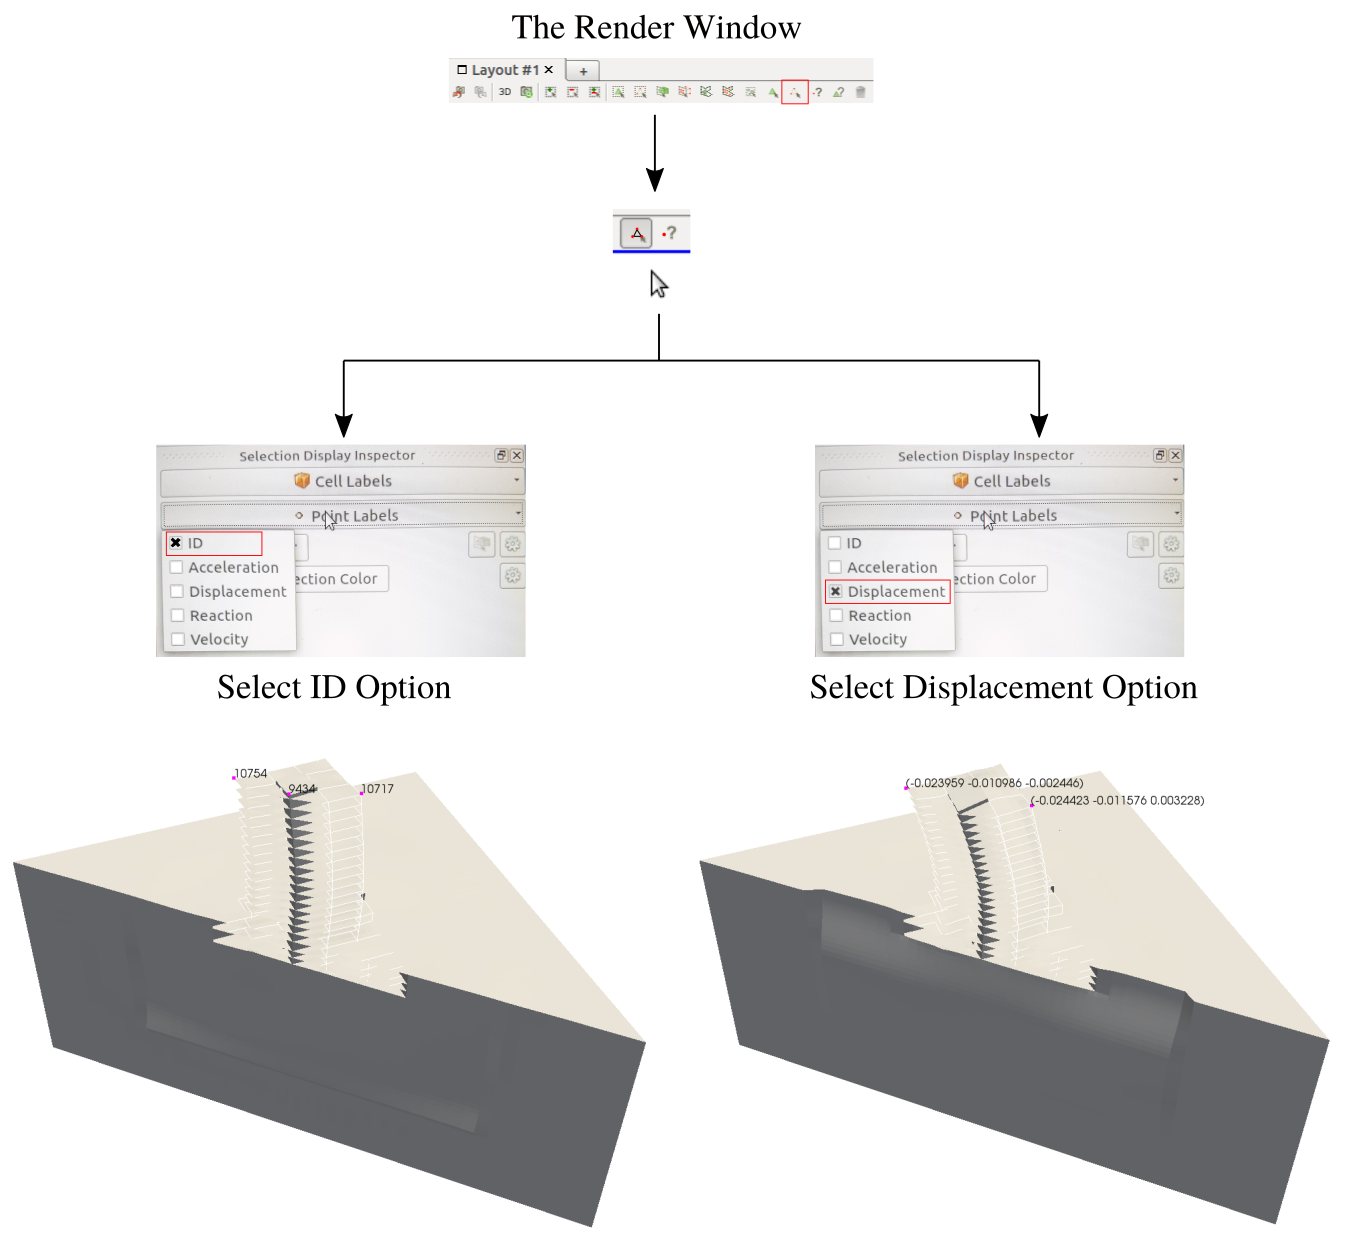 The Render Window
Layout #1 ×
+
3D
?
?
?
Selection Display Inspector
Cell Labels
Point Labels
ID
Acceleration
ection Color
Displacement
Reaction
Velocity
Select ID Option
Selection Display Inspector
Cell Labels
Point Labels
ID
Acceleration
ection Color
Displacement
Reaction
Velocity
Select Displacement Option
10754
9434
10717
(-0.023959 -0.010986 -0.002446)
(-0.024423 -0.011576 0.003228)